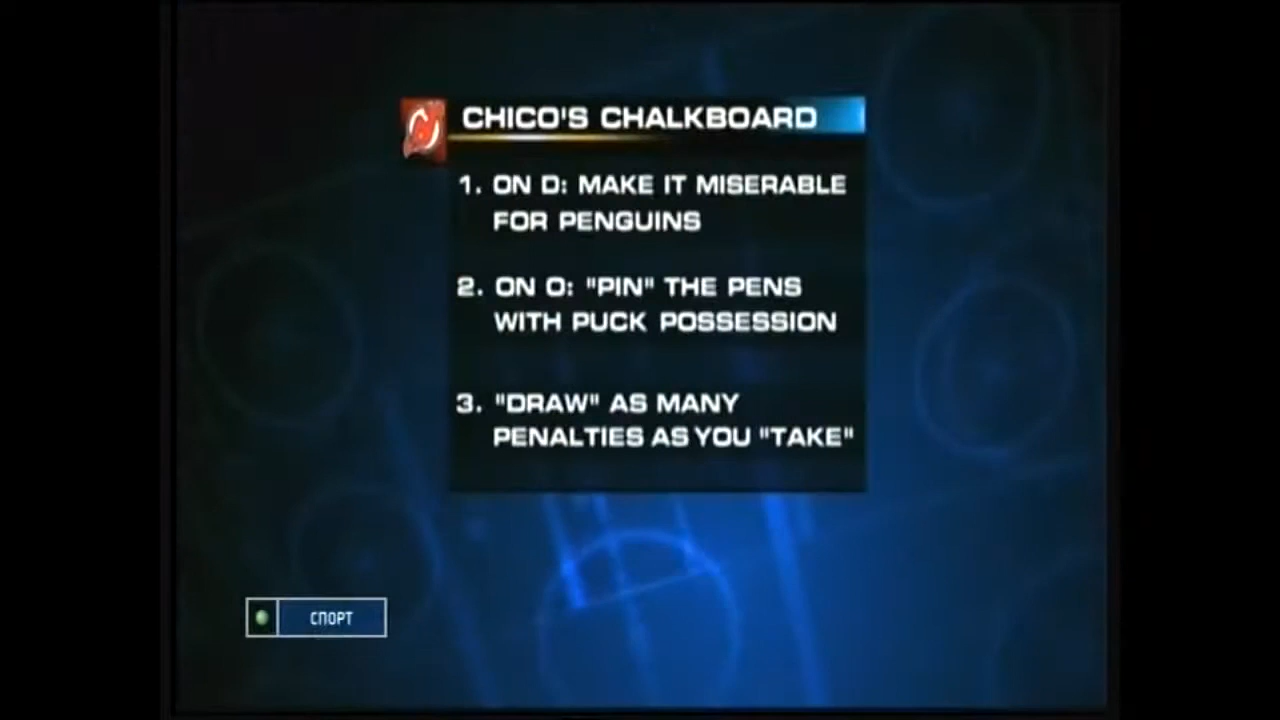 CHICO'S CHALKBOARD
1. ON D: MAKE IT MISERABLE
FOR PENGUINS
2. ON O: "PIN" THE PENS
WITH PUCK POSSESSION
3. "DRAW" AS MANY
PENALTIES AS YOU "TAKE"
СПОРТ